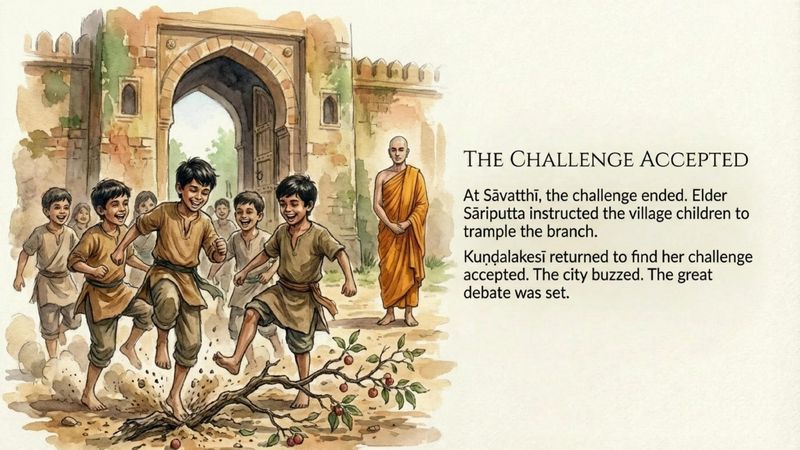 THE CHALLENGE ACCEPTED
At Sāvatthī, the challenge ended. Elder
Sāriputta instructed the village children to
trample the branch.
Kuṇḍalakesī returned to find her challenge
accepted. The city buzzed. The great
debate was set.